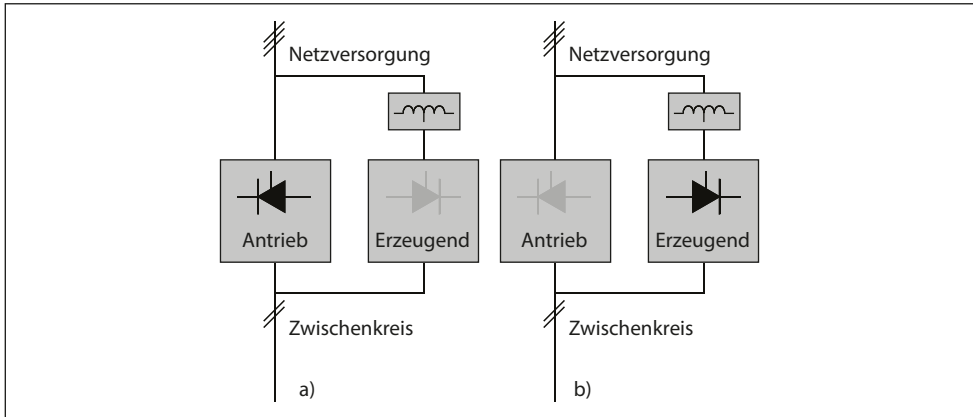 Netzversorgung
Antrieb
Erzeugend
Zwischenkreis
a)
Netzversorgung
Antrieb
Erzeugend
Zwischenkreis
b)